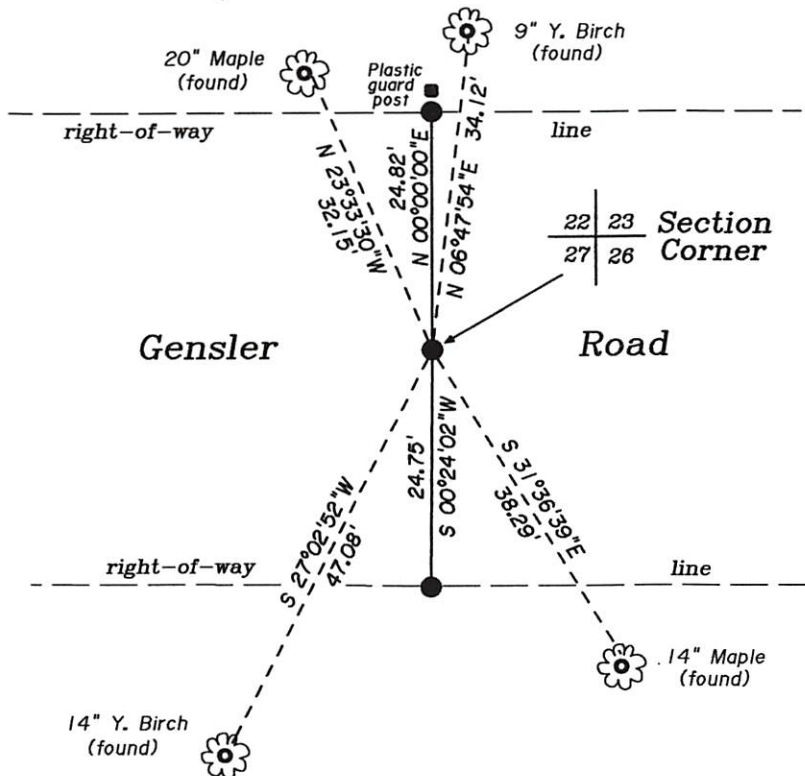 9" Y. Birch
(found)
20" Maple
(found)
Plastic
guard
post
right-of-way
line
24.82'
N 00°00'00"E
34.12'
N 06°47'54"E
N 23°33'30"W
32.15'
22 23
27 26
Section
Corner
Gensler
Road
24.75'
S 00°24'02"W
S 31°36'39"E
38.29'
S 27°02'52"W
47.08'
right-of-way
line
14" Maple
(found)
14" Y. Birch
(found)